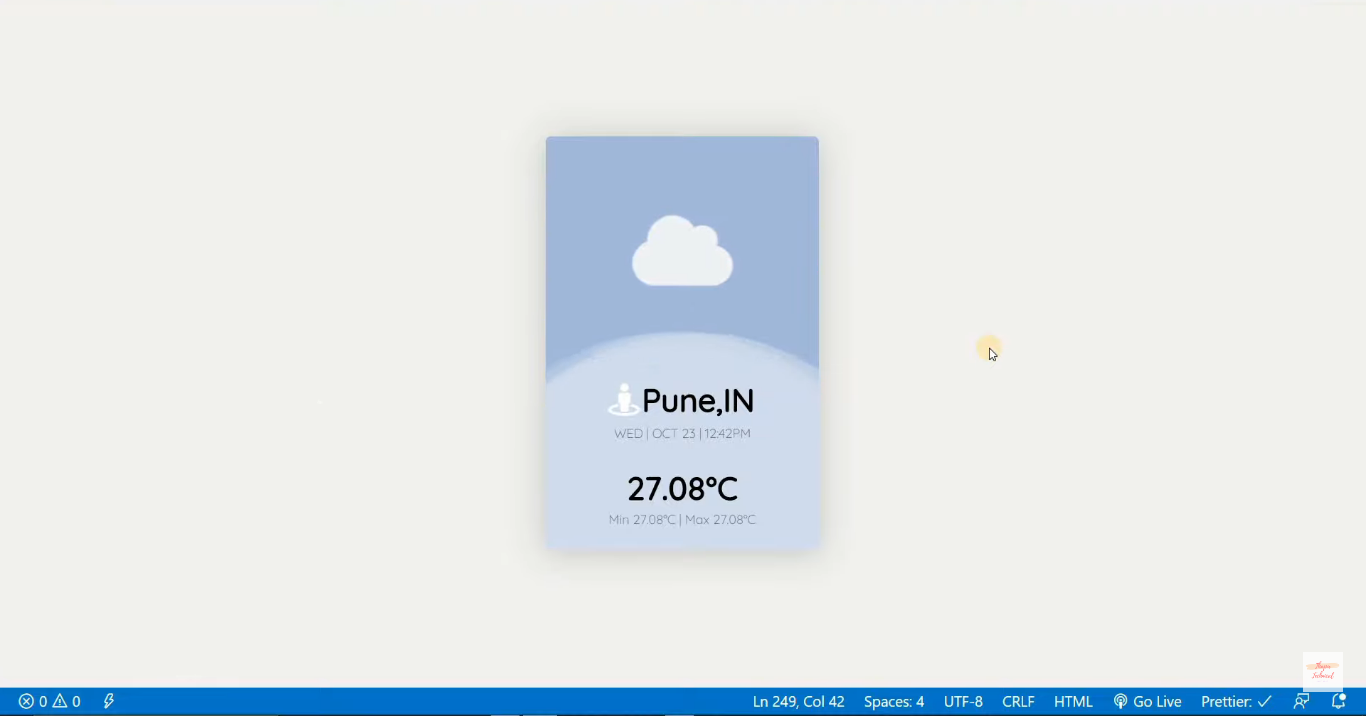 Pune,IN
WED | OCT 23 | 12:42PM
27.08°C
Min 27.08°C | Max 27.08°C
Thapa
Technical
0 0 Ln 249, Col 42 Spaces: 4 UTF-8 CRLF HTML Go Live Prettier: ✓